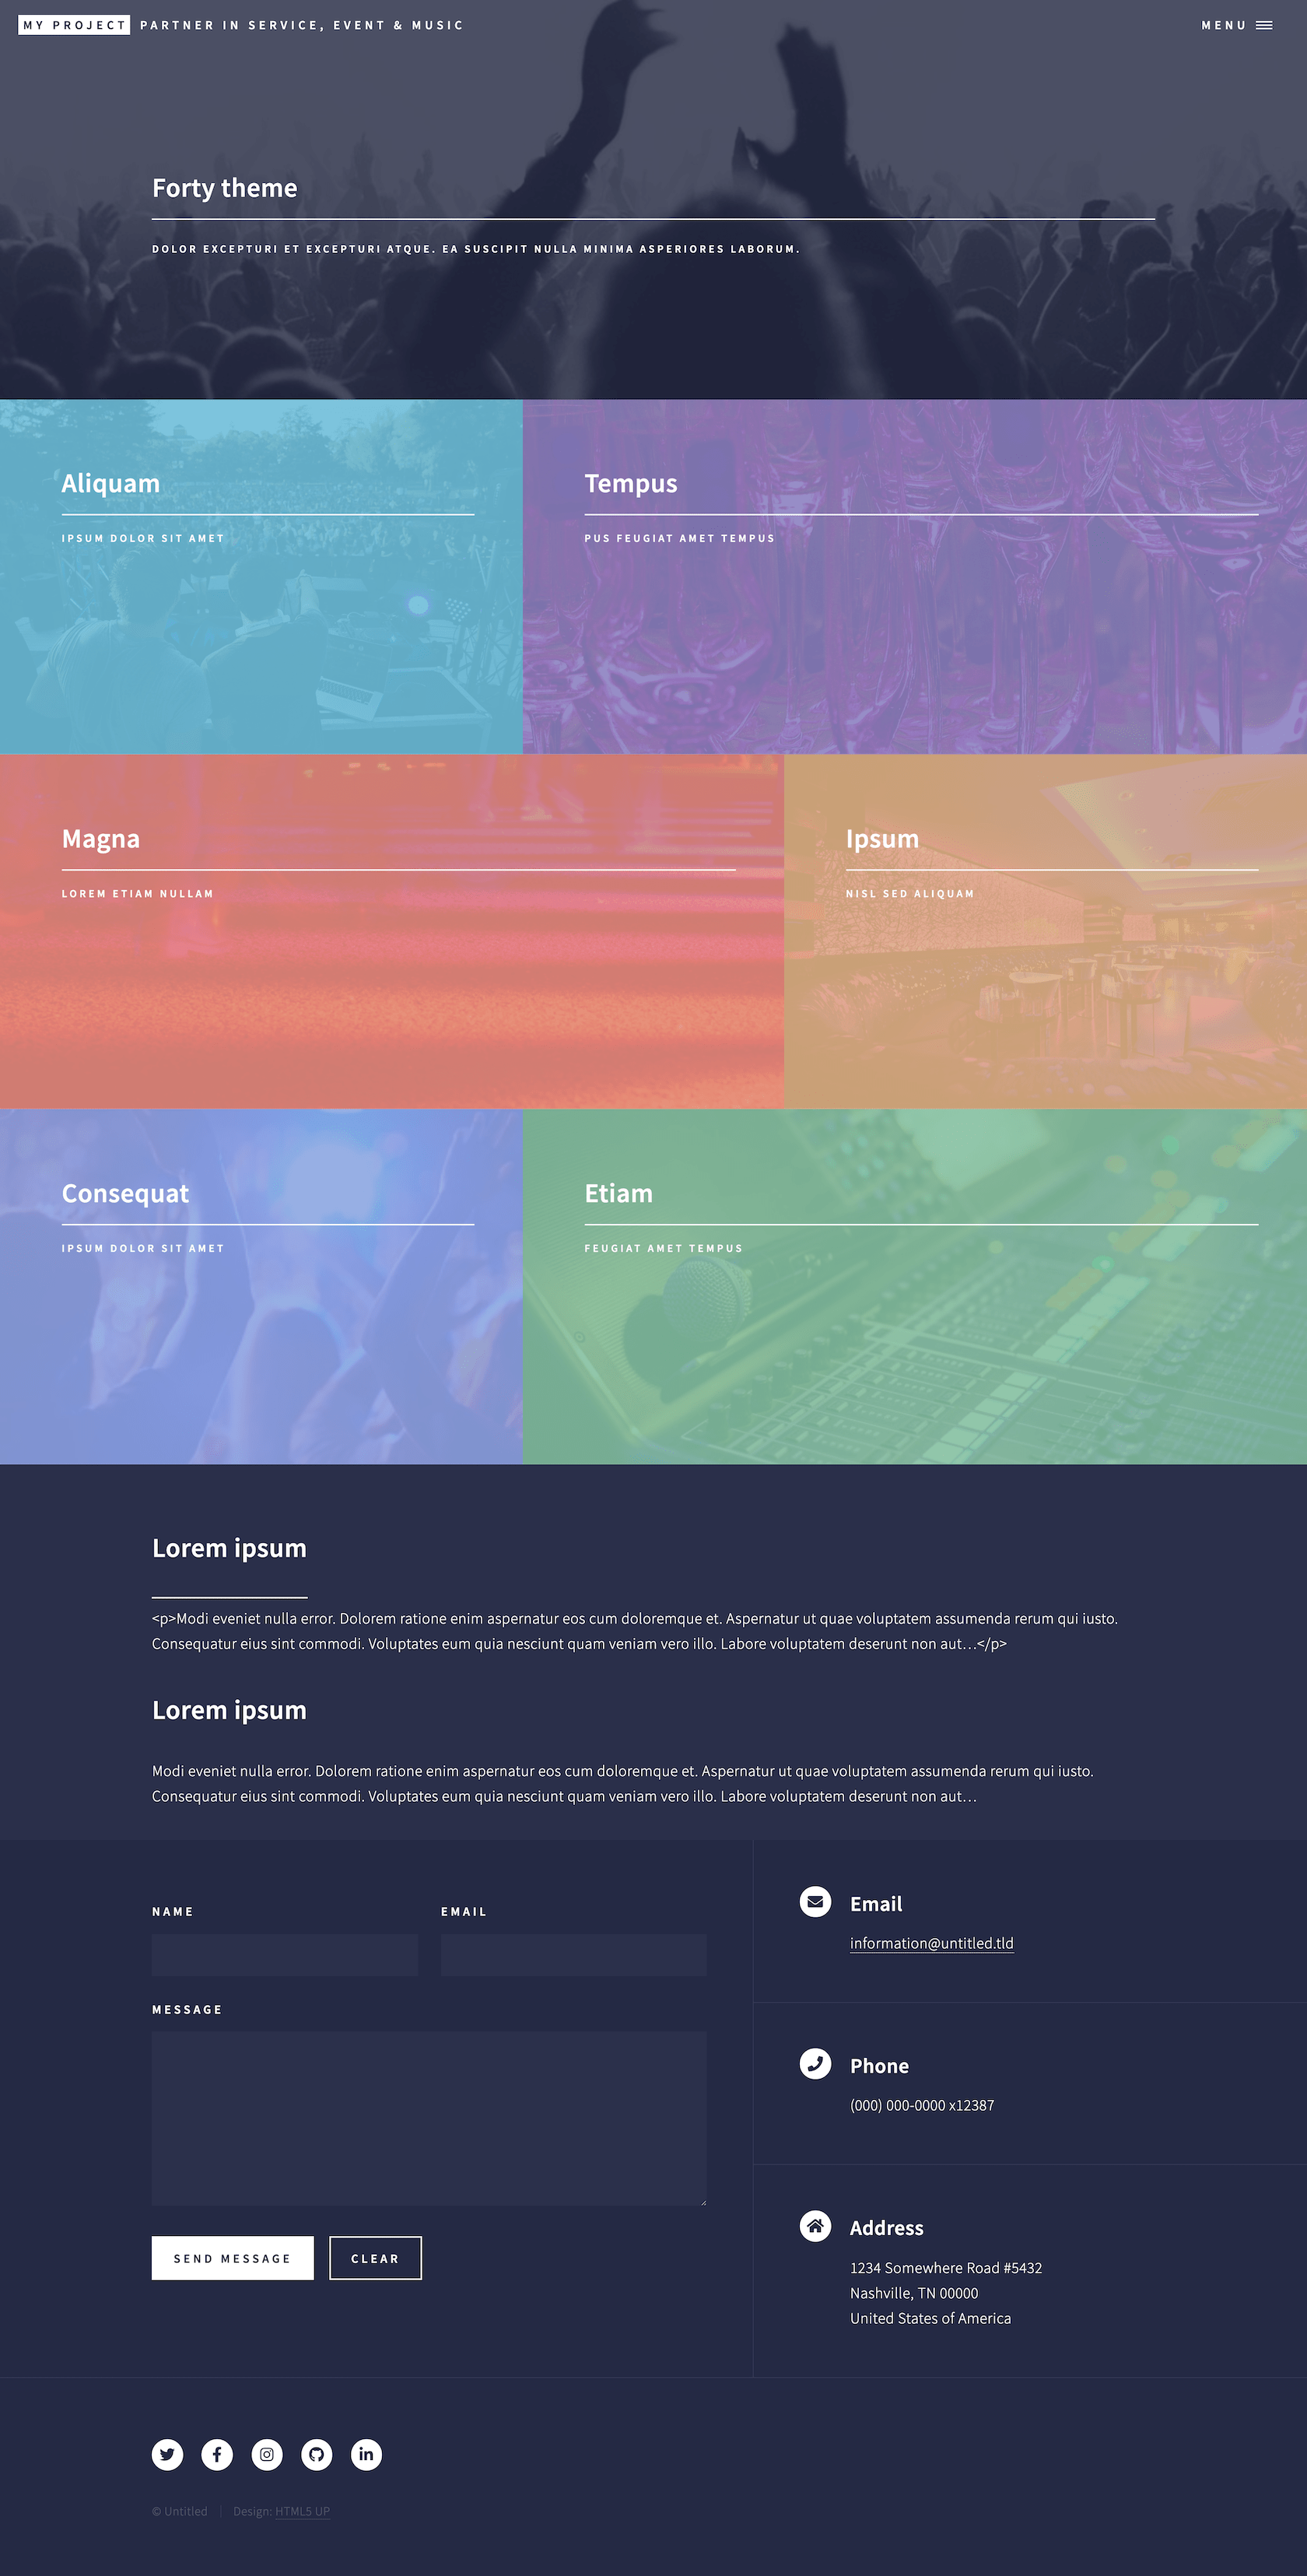 MY PROJECT PARTNER IN SERVICE, EVENT & MUSIC
MENU
Forty theme
DOLOR EXCEPTURI ET EXCEPTURI ATQUE. EA SUSCIPIT NULLA MINIMA ASPERIORES LABORUM.
Aliquam
IPSUM DOLOR SIT AMET
Tempus
PUS FEUGIAT AMET TEMPUS
Magna
LOREM ETIAM NULLAM
Ipsum
NISL SED ALIQUAM
Consequat
IPSUM DOLOR SIT AMET
Etiam
FEUGIAT AMET TEMPUS
Lorem ipsum
<p>Modi eveniet nulla error. Dolorem ratione enim aspernatur eos cum doloremque et. Aspernatur ut quae voluptatem assumenda rerum qui iusto.
Consequatur eius sint commodi. Voluptates eum quia nesciunt quam veniam vero illo. Labore voluptatem deserunt non aut…</p>
Lorem ipsum
Modi eveniet nulla error. Dolorem ratione enim aspernatur eos cum doloremque et. Aspernatur ut quae voluptatem assumenda rerum qui iusto.
Consequatur eius sint commodi. Voluptates eum quia nesciunt quam veniam vero illo. Labore voluptatem deserunt non aut…
NAME
EMAIL
MESSAGE
SEND MESSAGE
CLEAR
Email
information@untitled.tld
Phone
(000) 000-0000 x12387
Address
1234 Somewhere Road #5432
Nashville, TN 00000
United States of America
© Untitled
Design: HTML5 UP